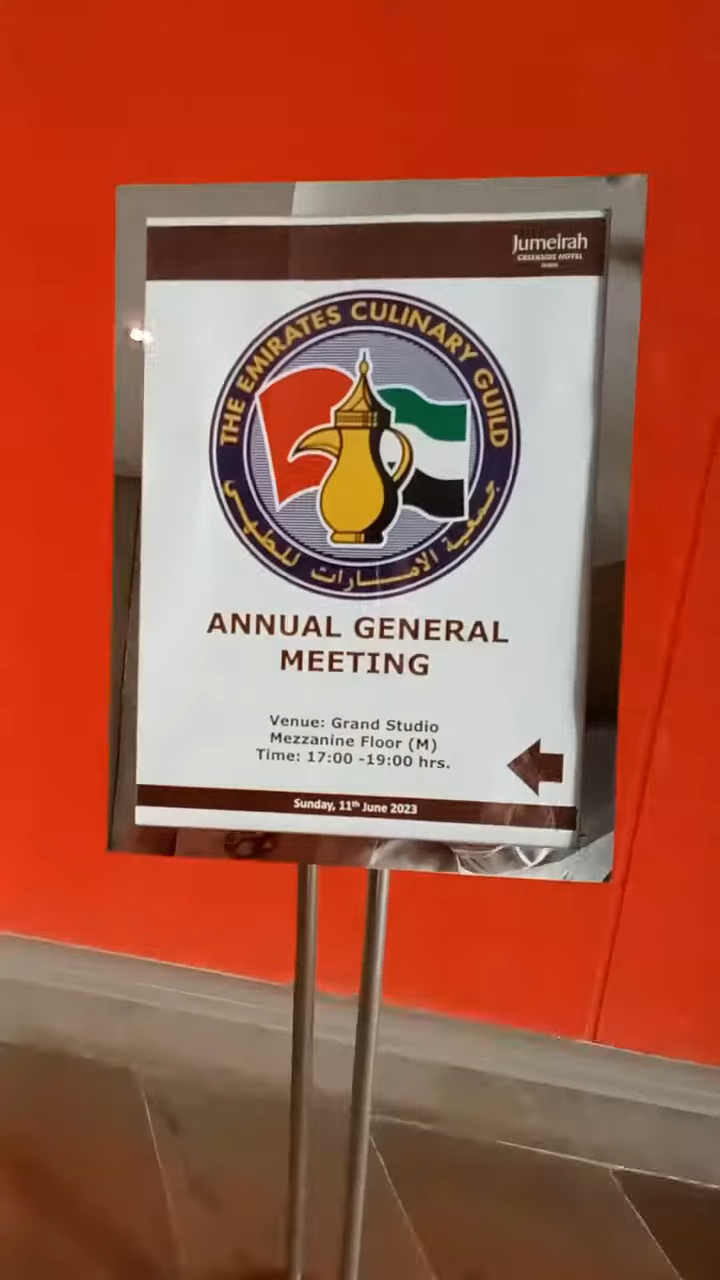 Jumeirah
CREEKSIDE HOTEL
DUBAI
THE EMIRATES CULINARY GUILD
جمعية الامارات للطهي
ANNUAL GENERAL
MEETING
Venue: Grand Studio
Mezzanine Floor (M)
Time: 17:00 -19:00 hrs.
Sunday, 11th June 2023